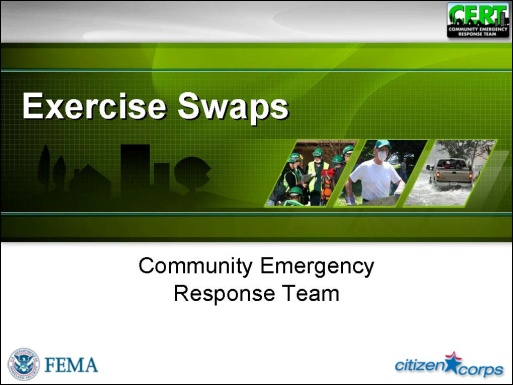 CERT
COMMUNITY EMERGENCY
RESPONSE TEAM
Exercise Swaps
Community Emergency
Response Team
FEMA
citizen corps